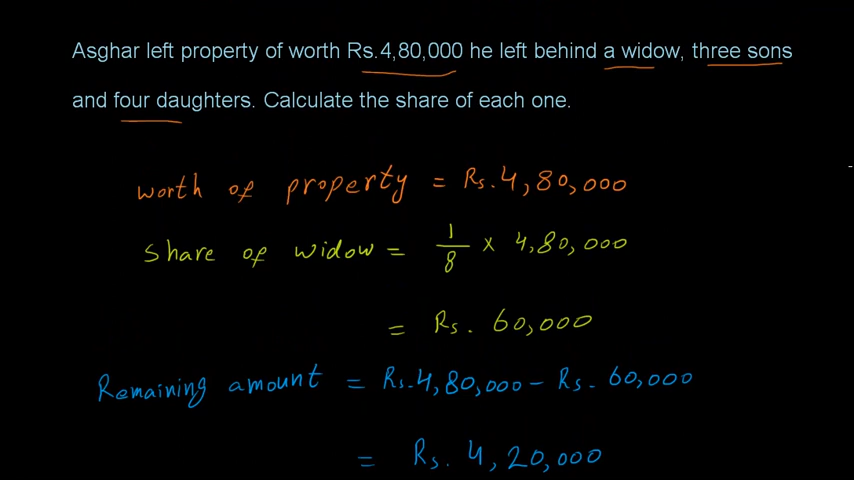 Asghar left property of worth Rs.4,80,000 he left behind a widow, three sons
and four daughters. Calculate the share of each one.
worth of property = Rs.4,80,000
share of widow = 1/8 × 4,80,000
= Rs. 60,000
Remaining amount = Rs.4,80,000 - Rs. 60,000
= Rs. 4,20,000